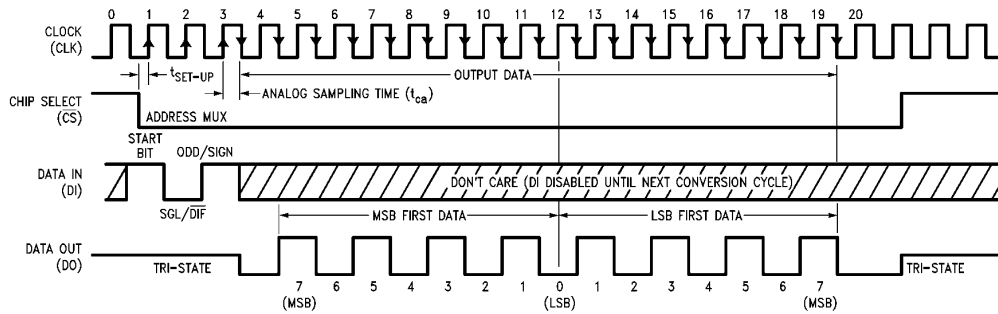 0 1 2 3 4 5 6 7 8 9 10 11 12 13 14 15 16 17 18 19 20
CLOCK
(CLK)
tSET-UP
OUTPUT DATA
ANALOG SAMPLING TIME (tca)
CHIP SELECT
(CS)
ADDRESS MUX
START
BIT
ODD/SIGN
DATA IN
(DI)
DON'T CARE (DI DISABLED UNTIL NEXT CONVERSION CYCLE)
SGL/DIF
MSB FIRST DATA
LSB FIRST DATA
DATA OUT
(DO)
TRI-STATE
TRI-STATE
7 6 5 4 3 2 1 0 1 2 3 4 5 6 7
(MSB) (LSB) (MSB)